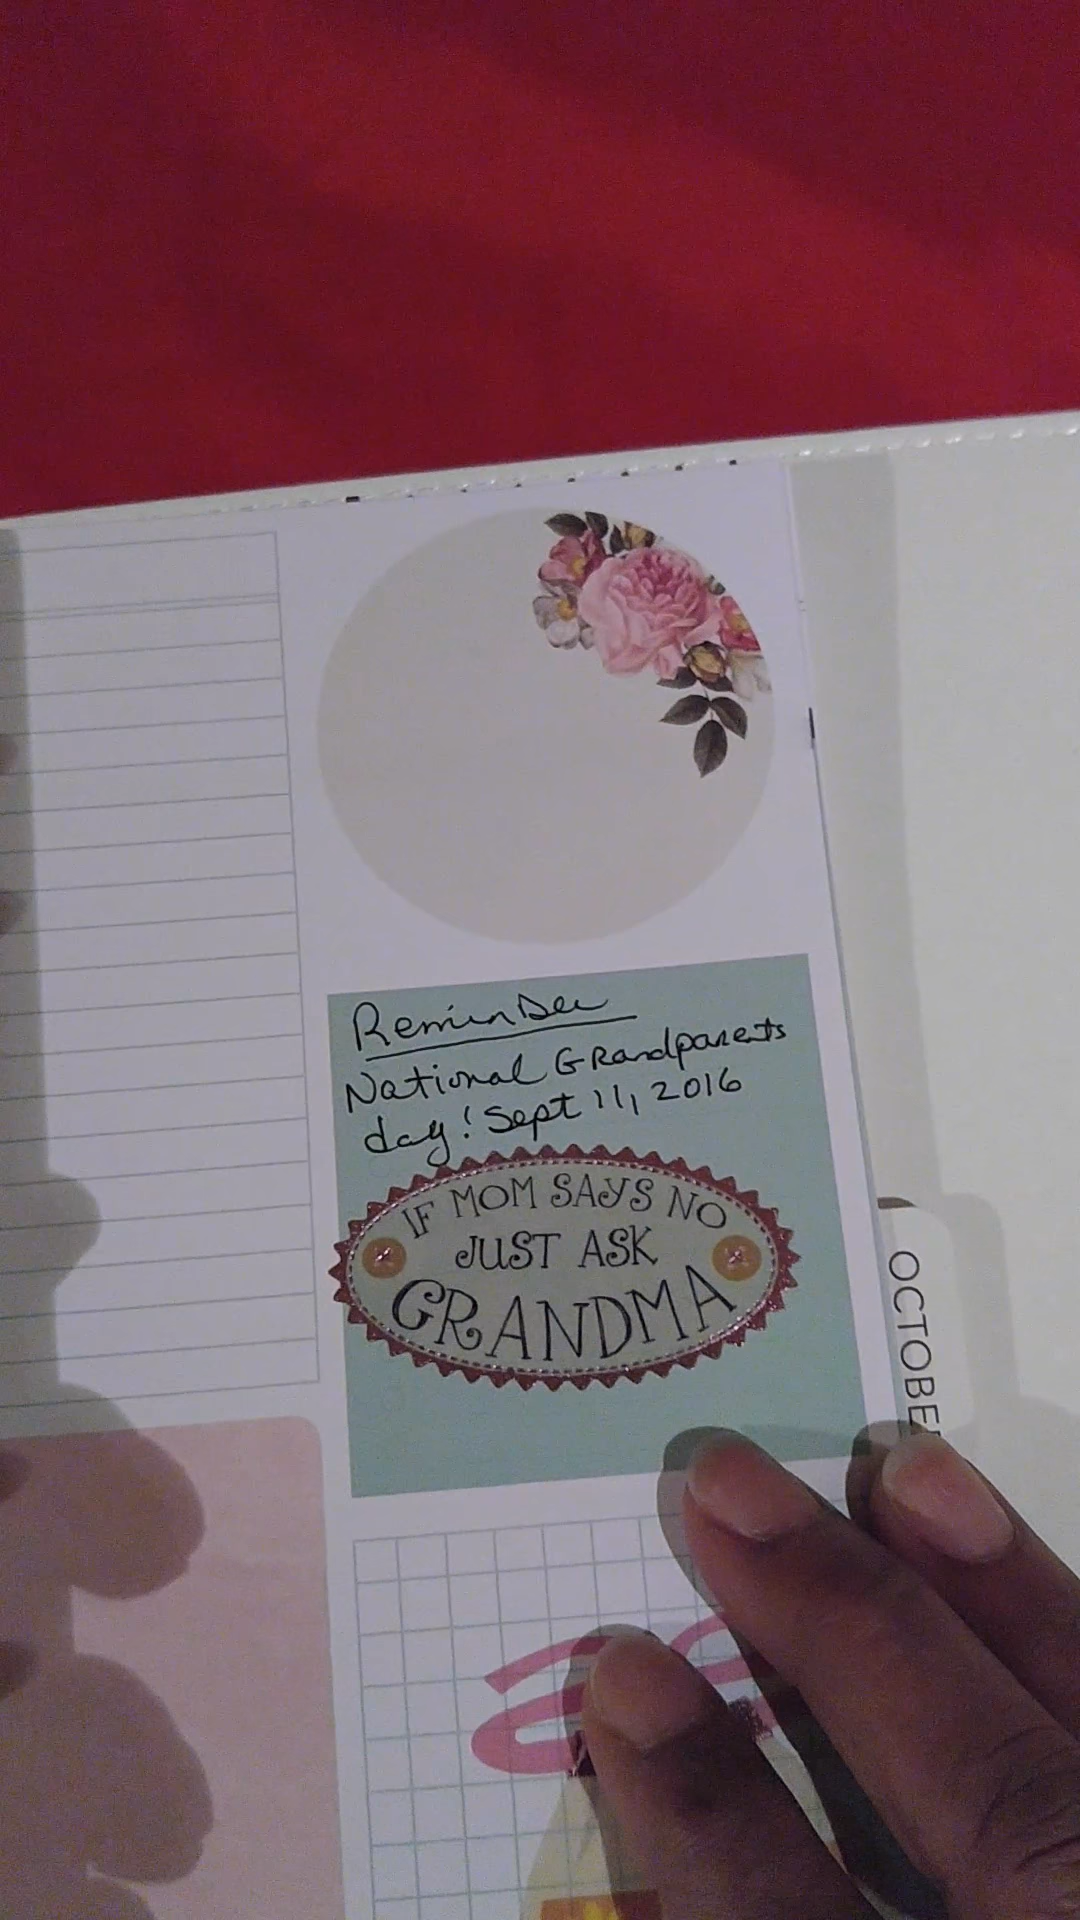 Reminder
National Grandparents
day! Sept 11, 2016
IF MOM SAYS NO
JUST ASK
GRANDMA
OCTOBE